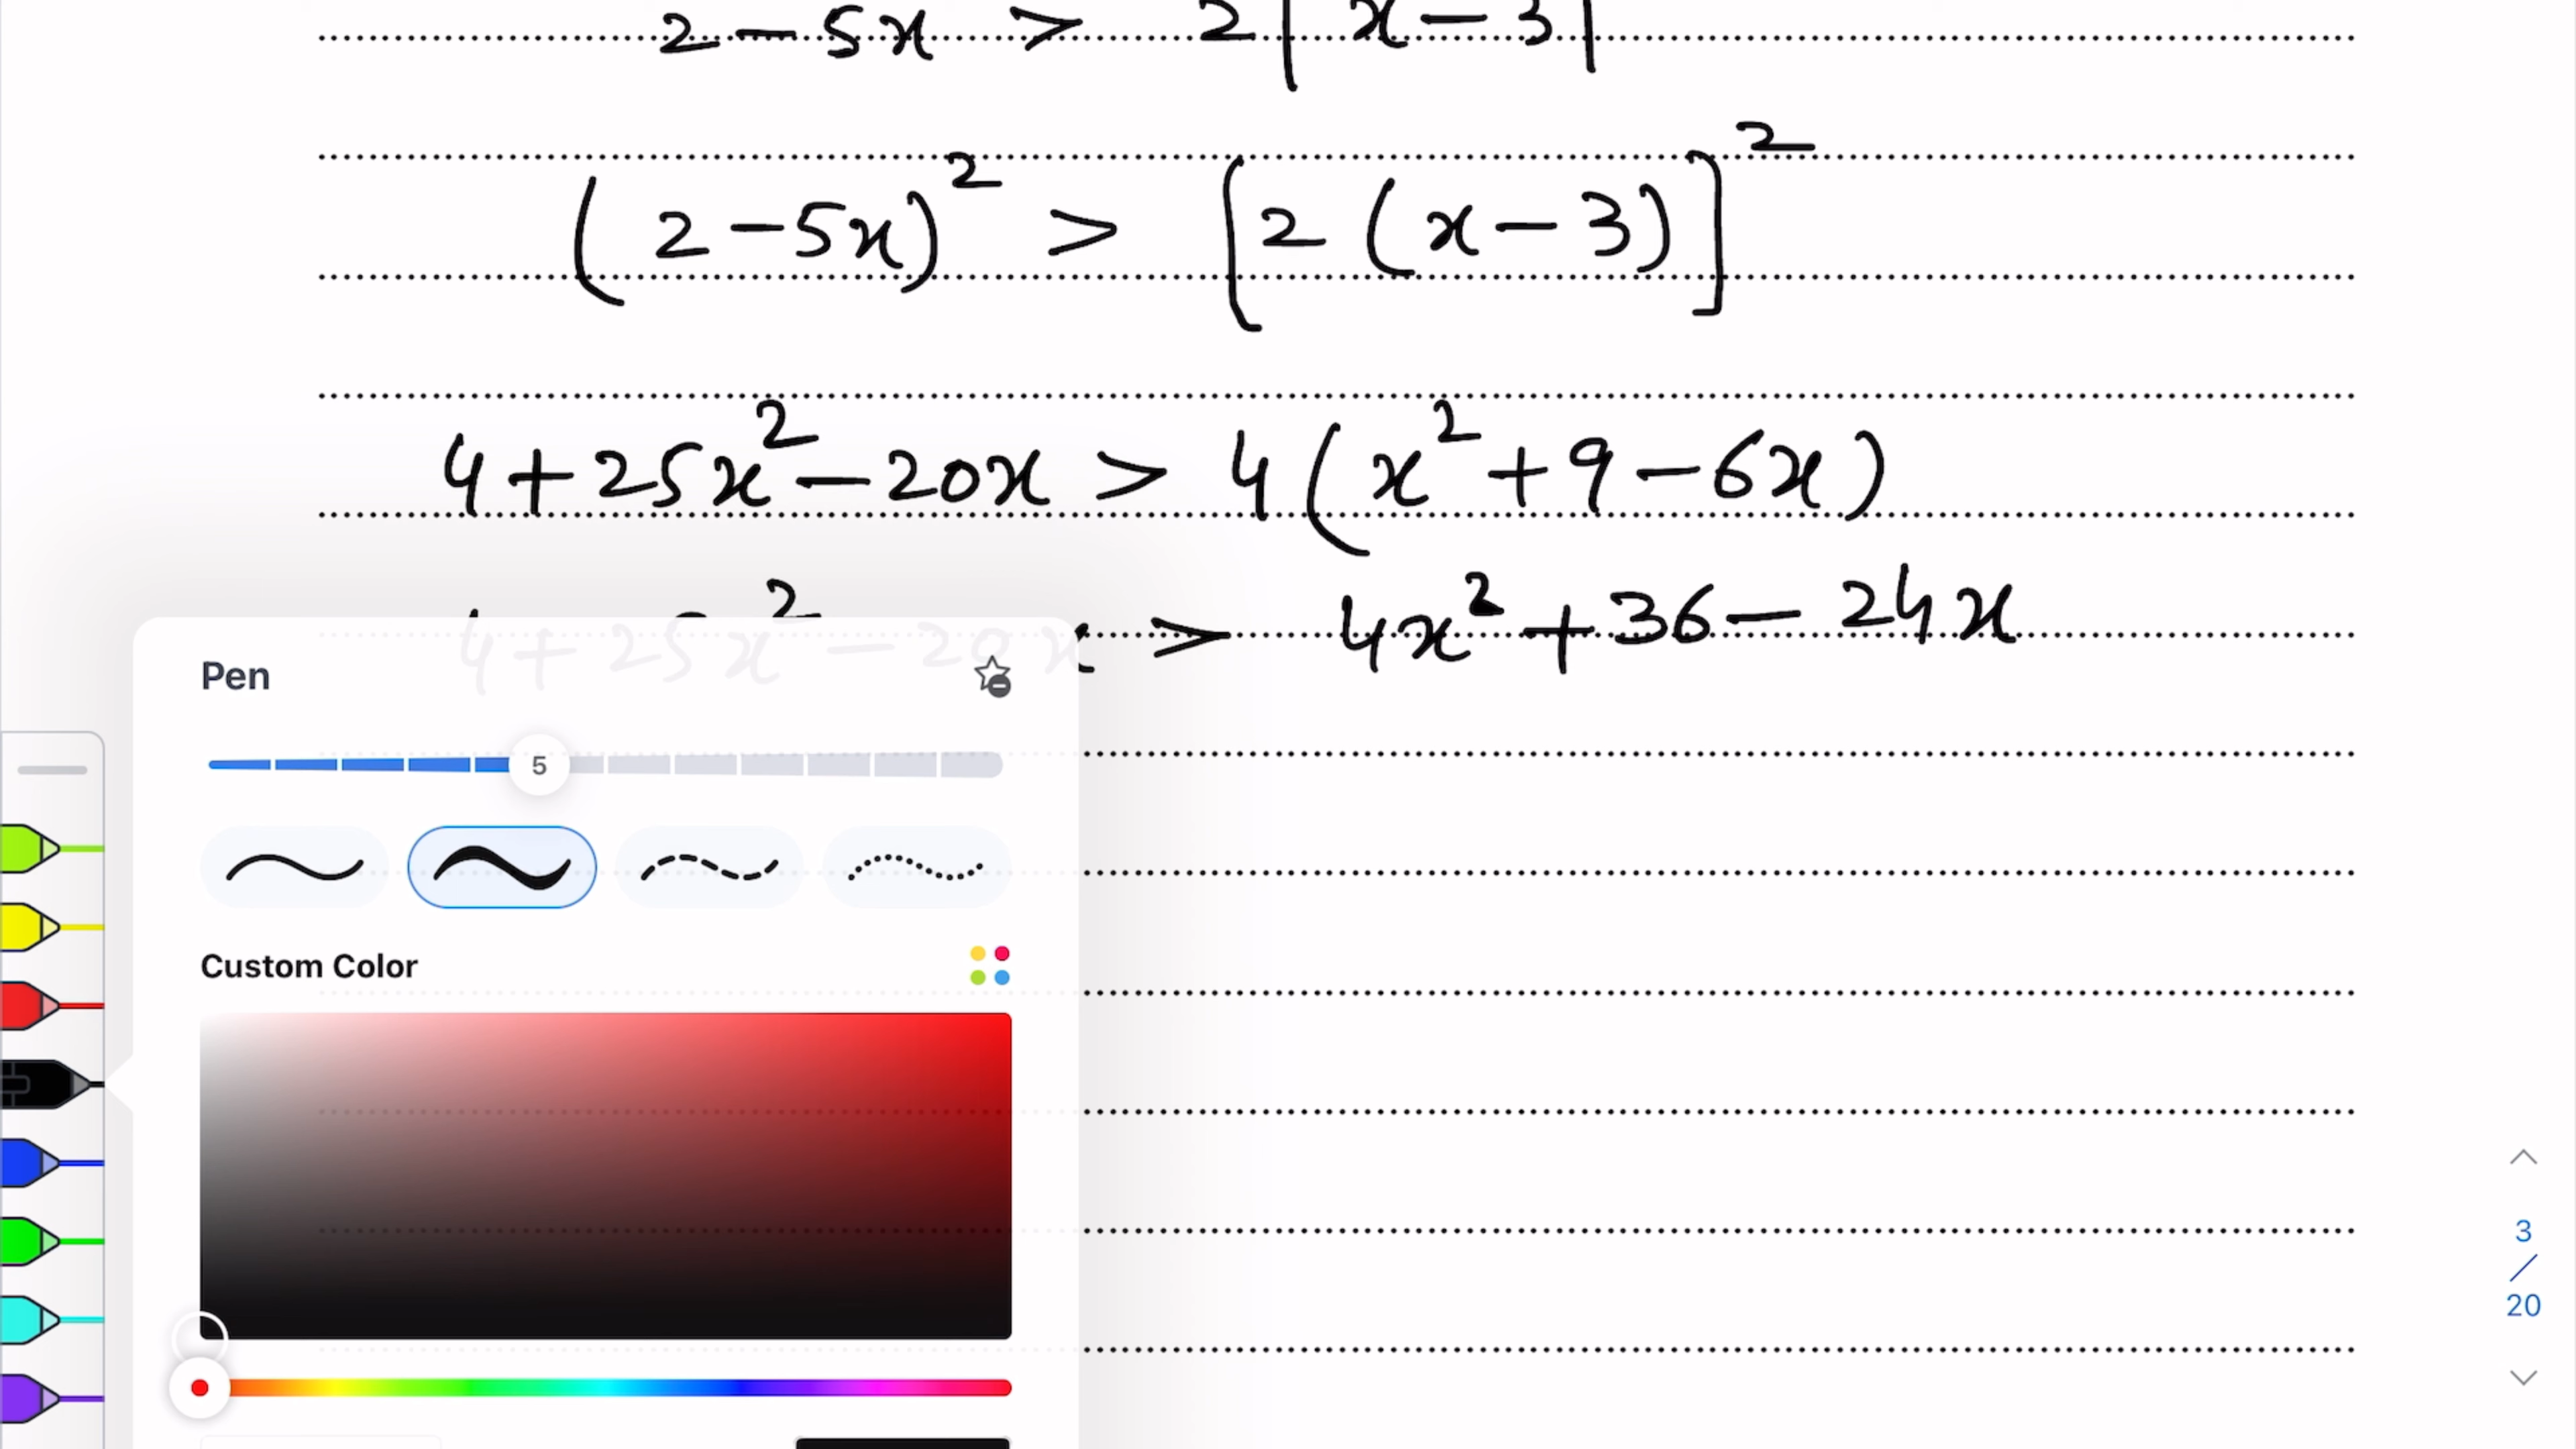 2 - 5x > 2|x - 3|
(2 - 5x)² > [2(x - 3)]²
4 + 25x² - 20x > 4(x² + 9 - 6x)
4 + 25x² - 20x > 4x² + 36 - 24x
Pen
5
Custom Color
3
/
20